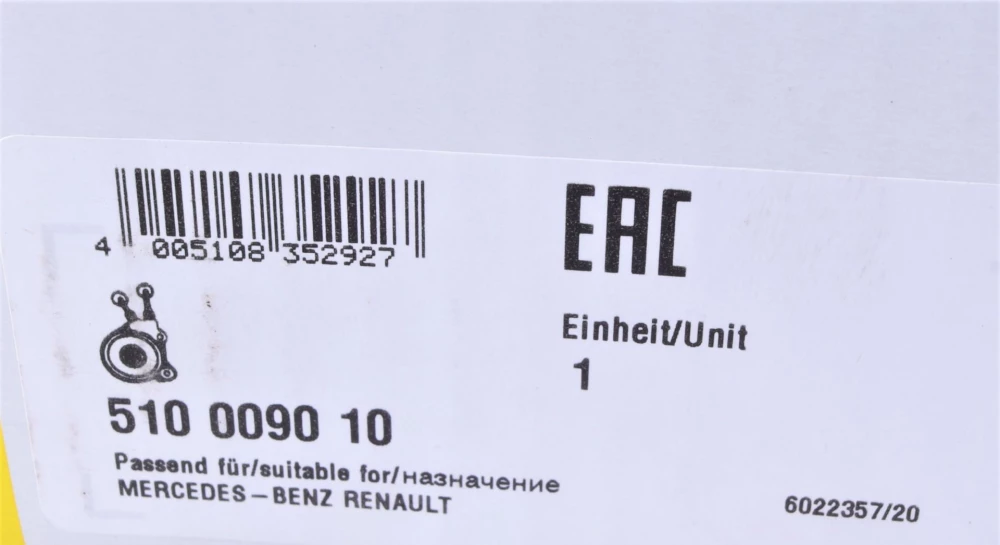 4 005108 352927
EAC
Einheit/Unit
1
510 0090 10
Passend für/suitable for/назначение
MERCEDES-BENZ RENAULT
6022357/20